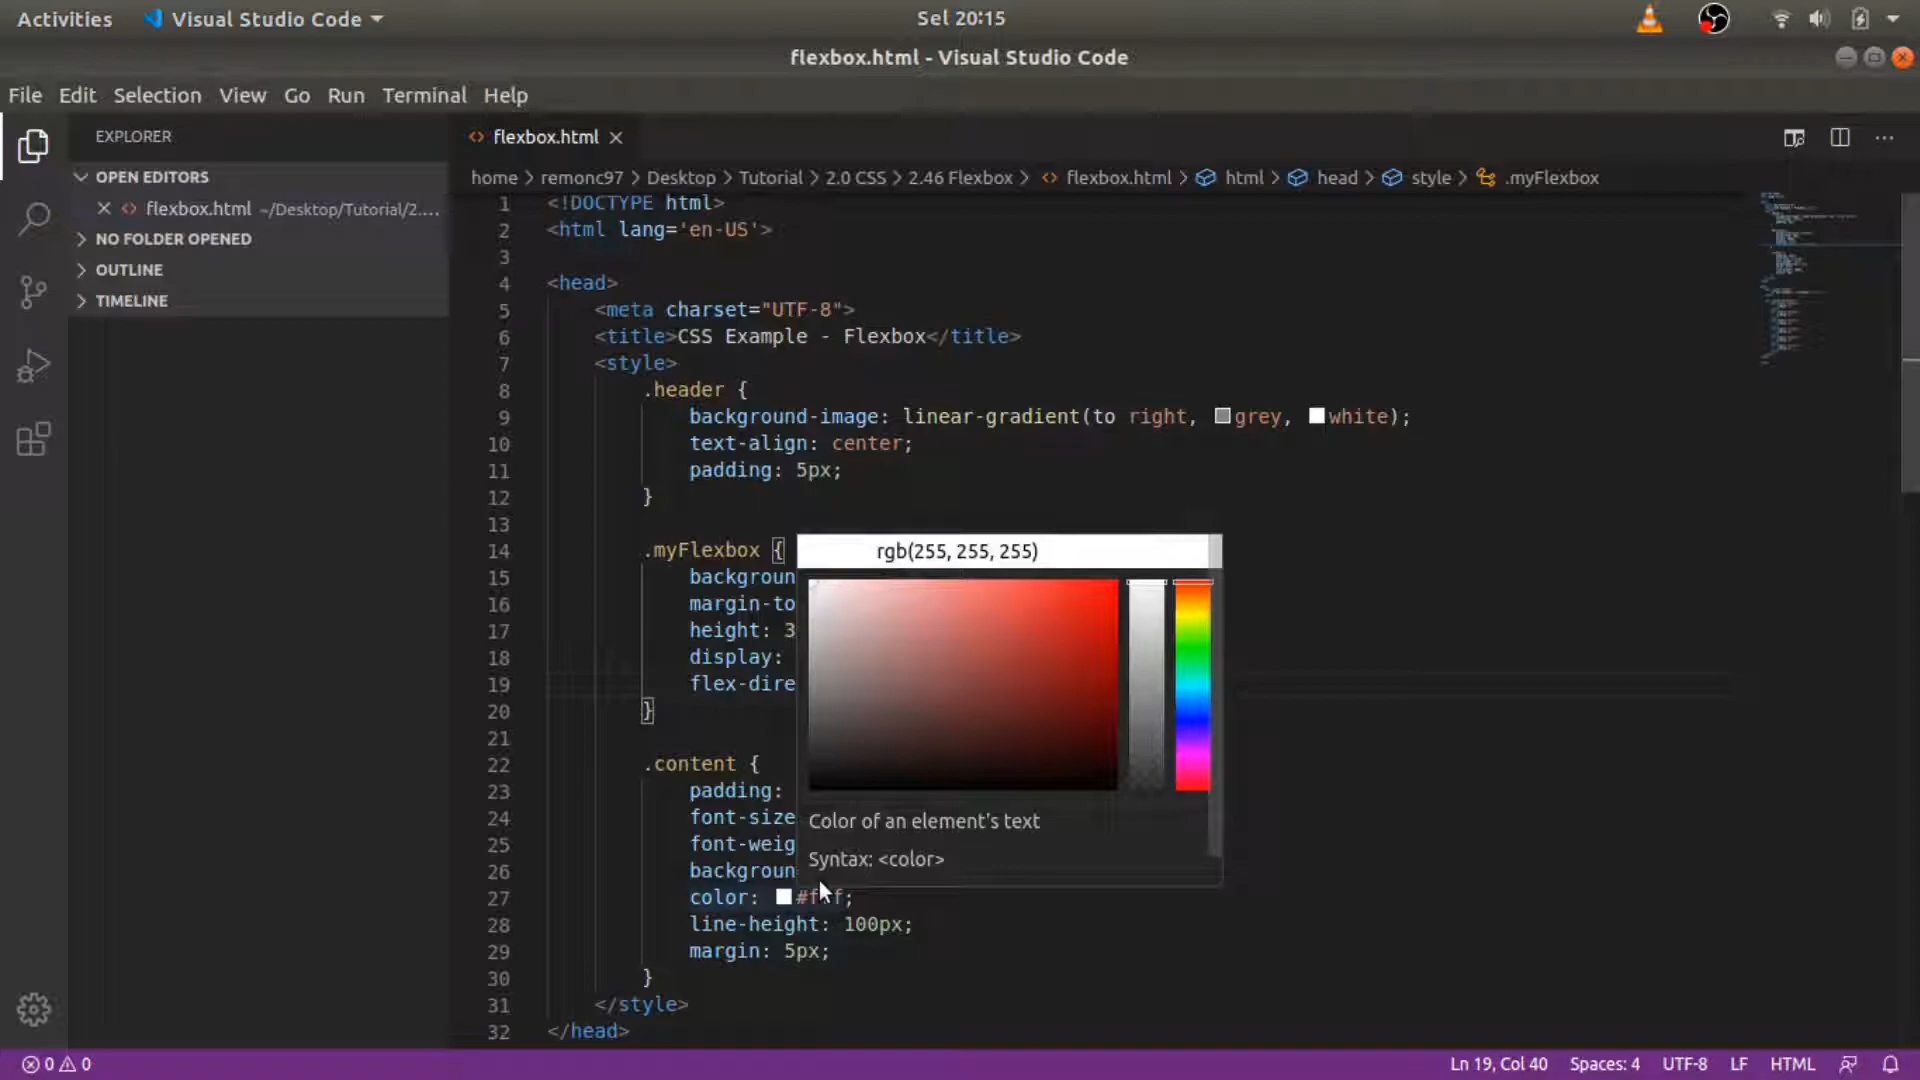 Activities Visual Studio Code Sel 20:15
flexbox.html - Visual Studio Code
File Edit Selection View Go Run Terminal Help
EXPLORER
OPEN EDITORS
flexbox.html ~/Desktop/Tutorial/2....
NO FOLDER OPENED
OUTLINE
TIMELINE
flexbox.html
home > remonc97 > Desktop > Tutorial > 2.0 CSS > 2.46 Flexbox > flexbox.html > html > head > style > .myFlexbox
1 <!DOCTYPE html>
2 <html lang='en-US'>
3
4 <head>
5 <meta charset="UTF-8">
6 <title>CSS Example - Flexbox</title>
7 <style>
8 .header {
9 background-image: linear-gradient(to right, grey, white);
10 text-align: center;
11 padding: 5px;
12 }
13
14 .myFlexbox {
15 backgroun
16 margin-to
17 height: 3
18 display:
19 flex-dire
20 }
21
22 .content {
23 padding:
24 font-size
25 font-weig
26 backgroun
27 color:
28 line-height: 100px;
29 margin: 5px;
30 }
31 </style>
32 </head>
rgb(255, 255, 255)
Color of an element's text
Syntax: <color>
0 0
Ln 19, Col 40 Spaces: 4 UTF-8 LF HTML